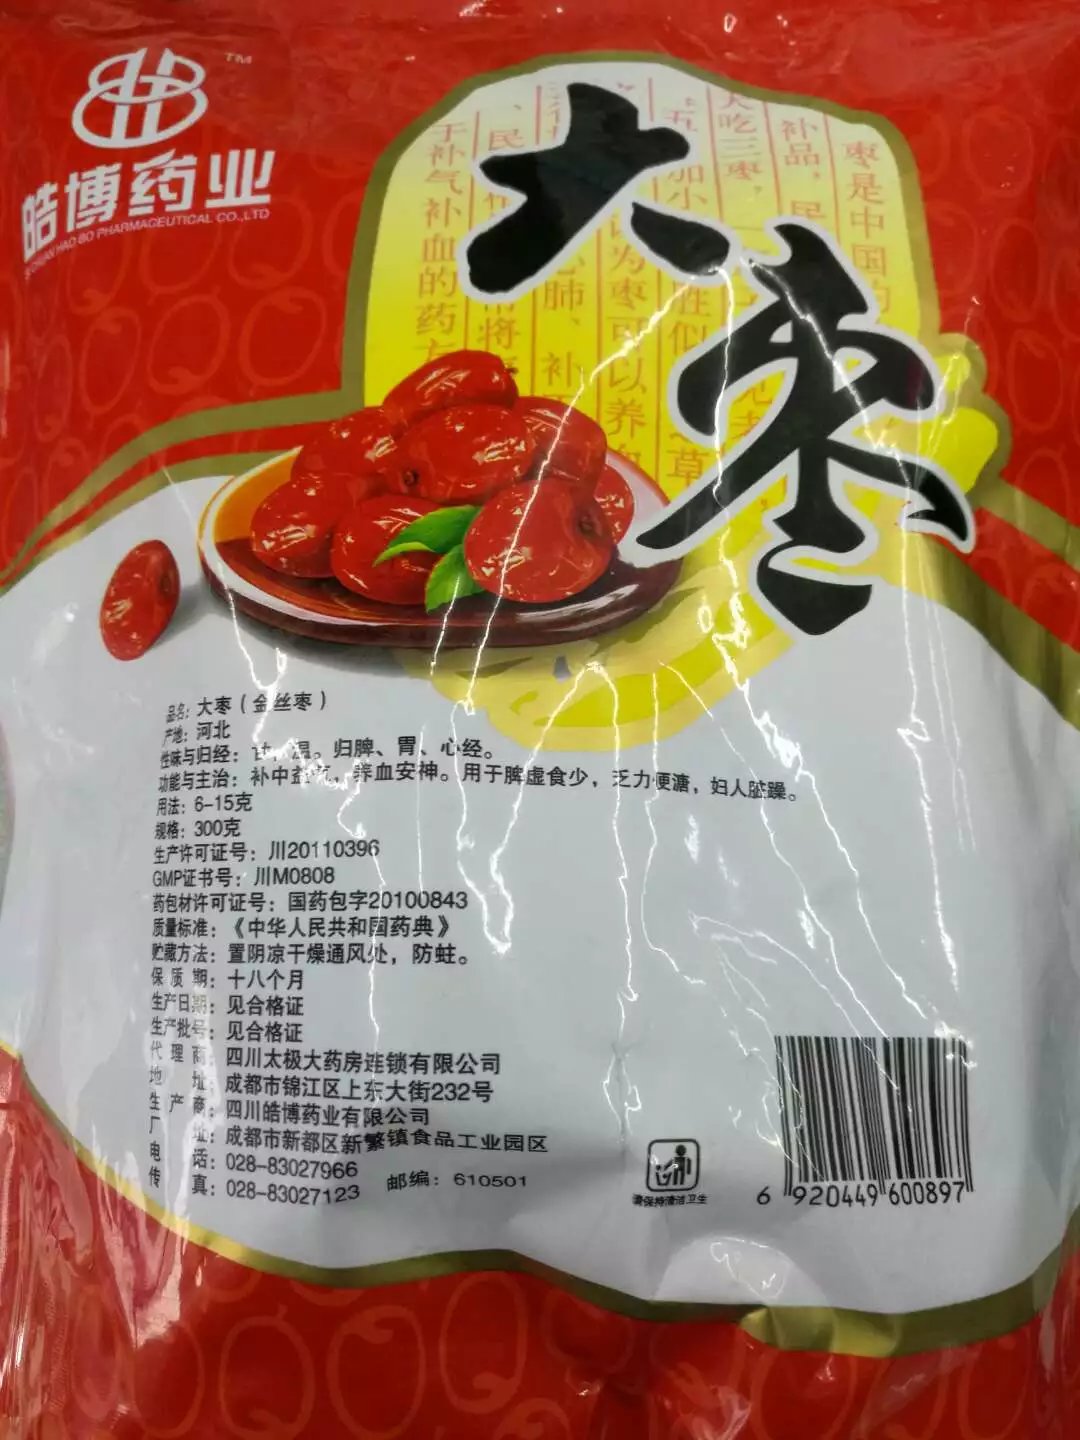 TM
皓博药业
SICHUAN HAO BO PHARMACEUTICAL CO.,LTD
大枣
枣是中国的
补品,民
大吃三枣,一
五 加小 胜似
为枣可以养血
心肺、补
民
将
于补气补血的药方
草
品名:大枣(金丝枣)
产地:河北
性味与归经:甘,温。归脾、胃、心经。
功能与主治:补中益气,养血安神。用于脾虚食少,乏力便溏,妇人脏躁。
用法:6-15克
规格:300克
生产许可证号:川20110396
GMP证书号:川M0808
药包材许可证号:国药包字20100843
质量标准:《中华人民共和国药典》
贮藏方法:置阴凉干燥通风处,防蛀。
保质期:十八个月
生产日期:见合格证
生产批号:见合格证
代理商:四川太极大药房连锁有限公司
地址:成都市锦江区上东大街232号
生产商:四川皓博药业有限公司
厂址:成都市新都区新繁镇食品工业园区
电话:028-83027966
传真:028-83027123 邮编:610501
请保持清洁卫生
6 920449 600897